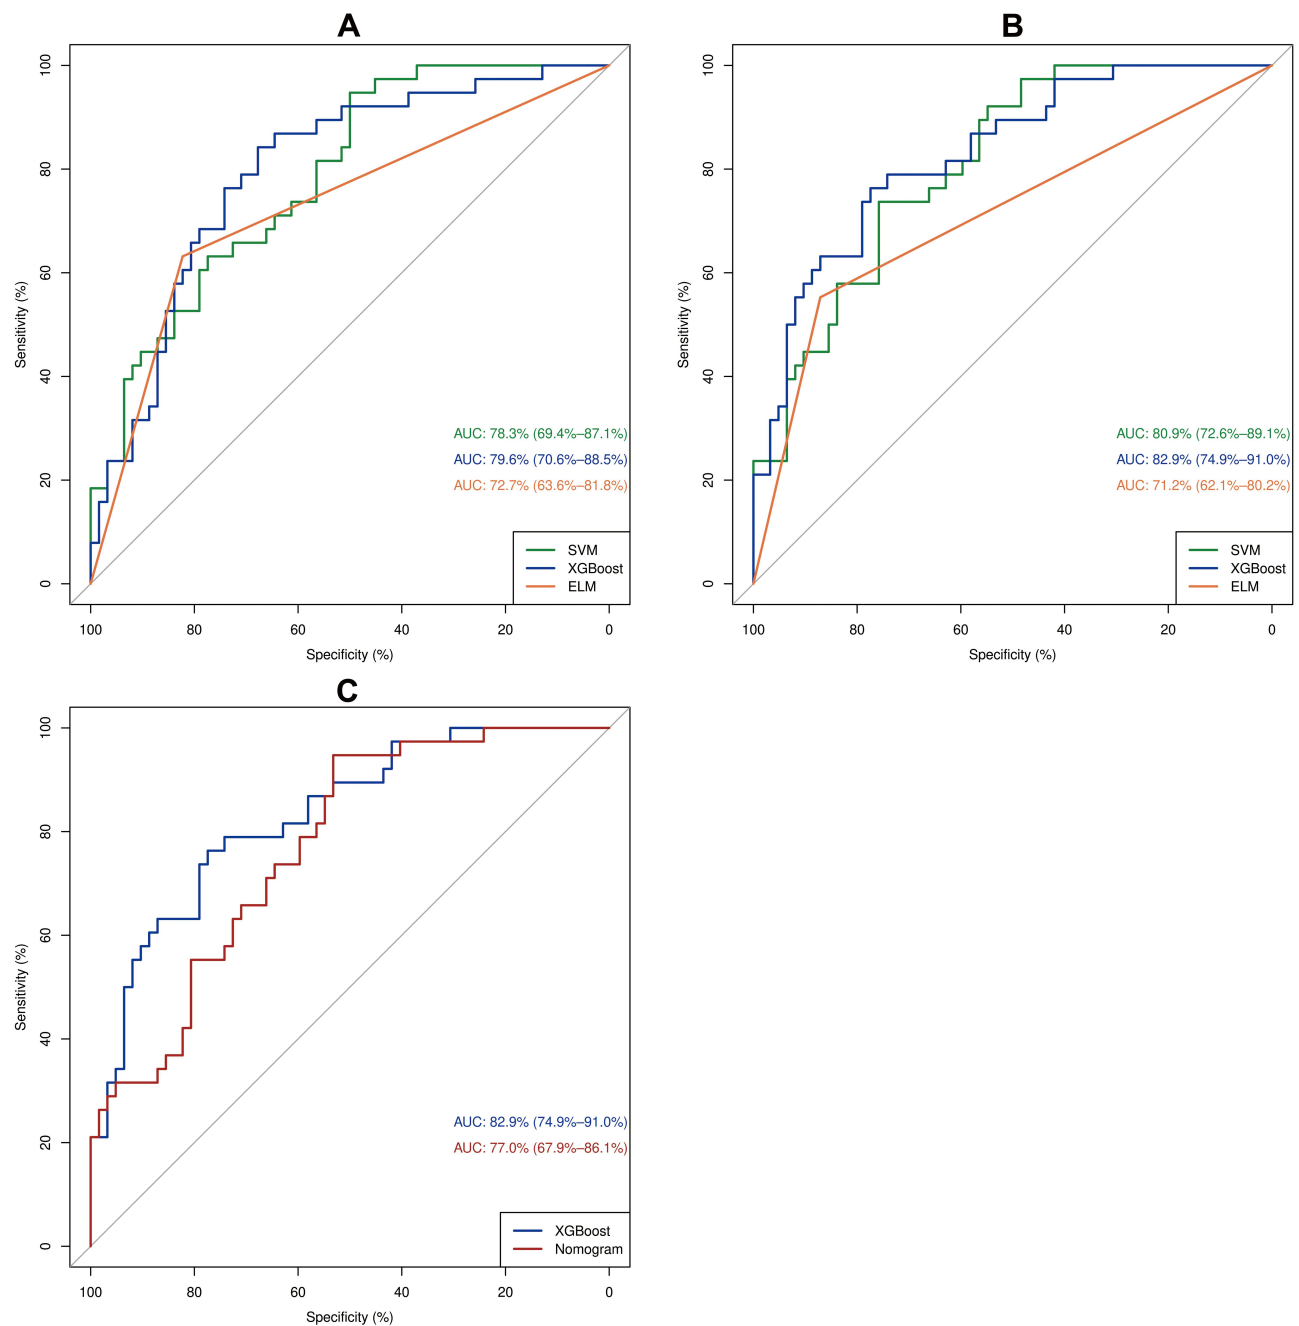 A
100
80
60
40
20
0
Sensitivity (%)
AUC: 78.3% (69.4%–87.1%)
AUC: 79.6% (70.6%–88.5%)
AUC: 72.7% (63.6%–81.8%)
SVM
XGBoost
ELM
100 80 60 40 20 0
Specificity (%)
B
100
80
60
40
20
0
Sensitivity (%)
AUC: 80.9% (72.6%–89.1%)
AUC: 82.9% (74.9%–91.0%)
AUC: 71.2% (62.1%–80.2%)
SVM
XGBoost
ELM
100 80 60 40 20 0
Specificity (%)
C
100
80
60
40
20
0
Sensitivity (%)
AUC: 82.9% (74.9%–91.0%)
AUC: 77.0% (67.9%–86.1%)
XGBoost
Nomogram
100 80 60 40 20 0
Specificity (%)